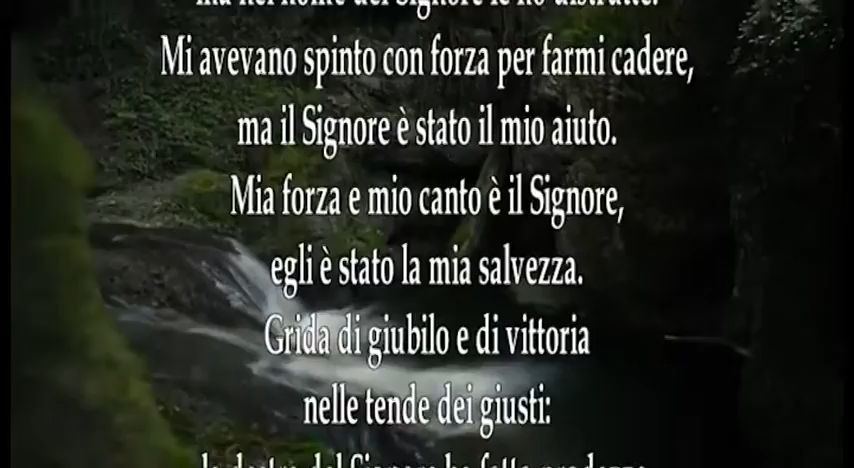 ma nel nome del Signore le ho distrutte.
Mi avevano spinto con forza per farmi cadere,
ma il Signore è stato il mio aiuto.
Mia forza e mio canto è il Signore,
egli è stato la mia salvezza.
Grida di giubilo e di vittoria
nelle tende dei giusti:
la destra del Signore ha fatto prodezze,